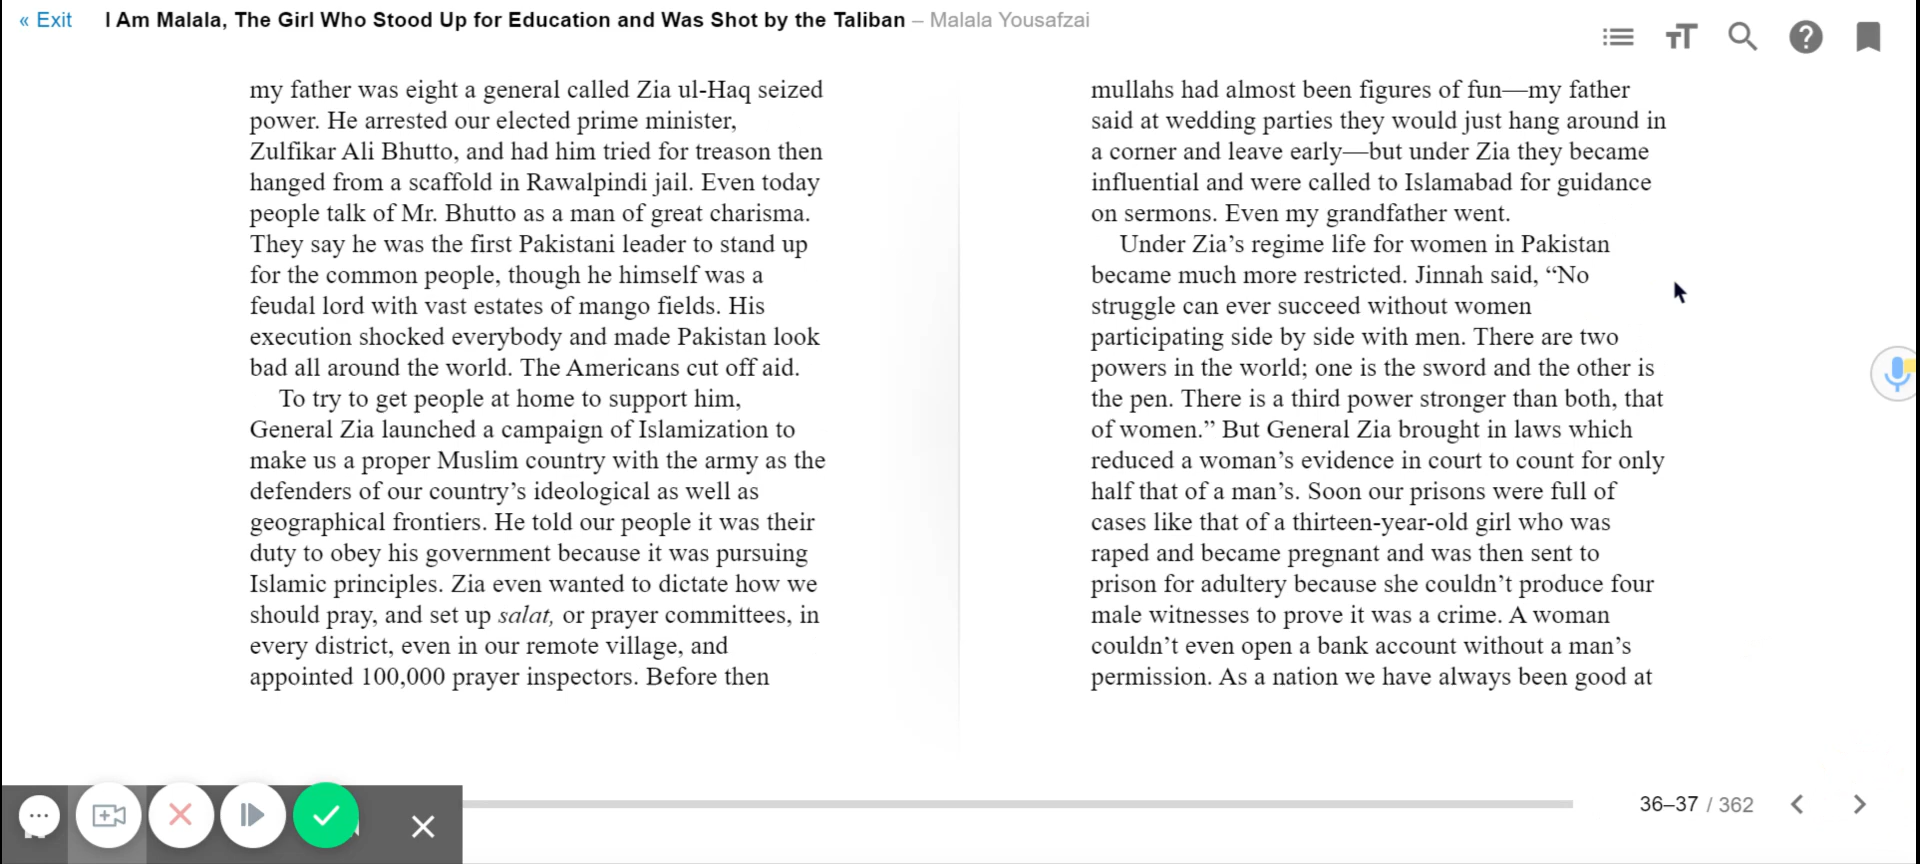 « Exit I Am Malala, The Girl Who Stood Up for Education and Was Shot by the Taliban – Malala Yousafzai
my father was eight a general called Zia ul-Haq seized
power. He arrested our elected prime minister,
Zulfikar Ali Bhutto, and had him tried for treason then
hanged from a scaffold in Rawalpindi jail. Even today
people talk of Mr. Bhutto as a man of great charisma.
They say he was the first Pakistani leader to stand up
for the common people, though he himself was a
feudal lord with vast estates of mango fields. His
execution shocked everybody and made Pakistan look
bad all around the world. The Americans cut off aid.
To try to get people at home to support him,
General Zia launched a campaign of Islamization to
make us a proper Muslim country with the army as the
defenders of our country’s ideological as well as
geographical frontiers. He told our people it was their
duty to obey his government because it was pursuing
Islamic principles. Zia even wanted to dictate how we
should pray, and set up salat, or prayer committees, in
every district, even in our remote village, and
appointed 100,000 prayer inspectors. Before then
mullahs had almost been figures of fun—my father
said at wedding parties they would just hang around in
a corner and leave early—but under Zia they became
influential and were called to Islamabad for guidance
on sermons. Even my grandfather went.
Under Zia’s regime life for women in Pakistan
became much more restricted. Jinnah said, “No
struggle can ever succeed without women
participating side by side with men. There are two
powers in the world; one is the sword and the other is
the pen. There is a third power stronger than both, that
of women.” But General Zia brought in laws which
reduced a woman’s evidence in court to count for only
half that of a man’s. Soon our prisons were full of
cases like that of a thirteen-year-old girl who was
raped and became pregnant and was then sent to
prison for adultery because she couldn’t produce four
male witnesses to prove it was a crime. A woman
couldn’t even open a bank account without a man’s
permission. As a nation we have always been good at
36–37 / 362